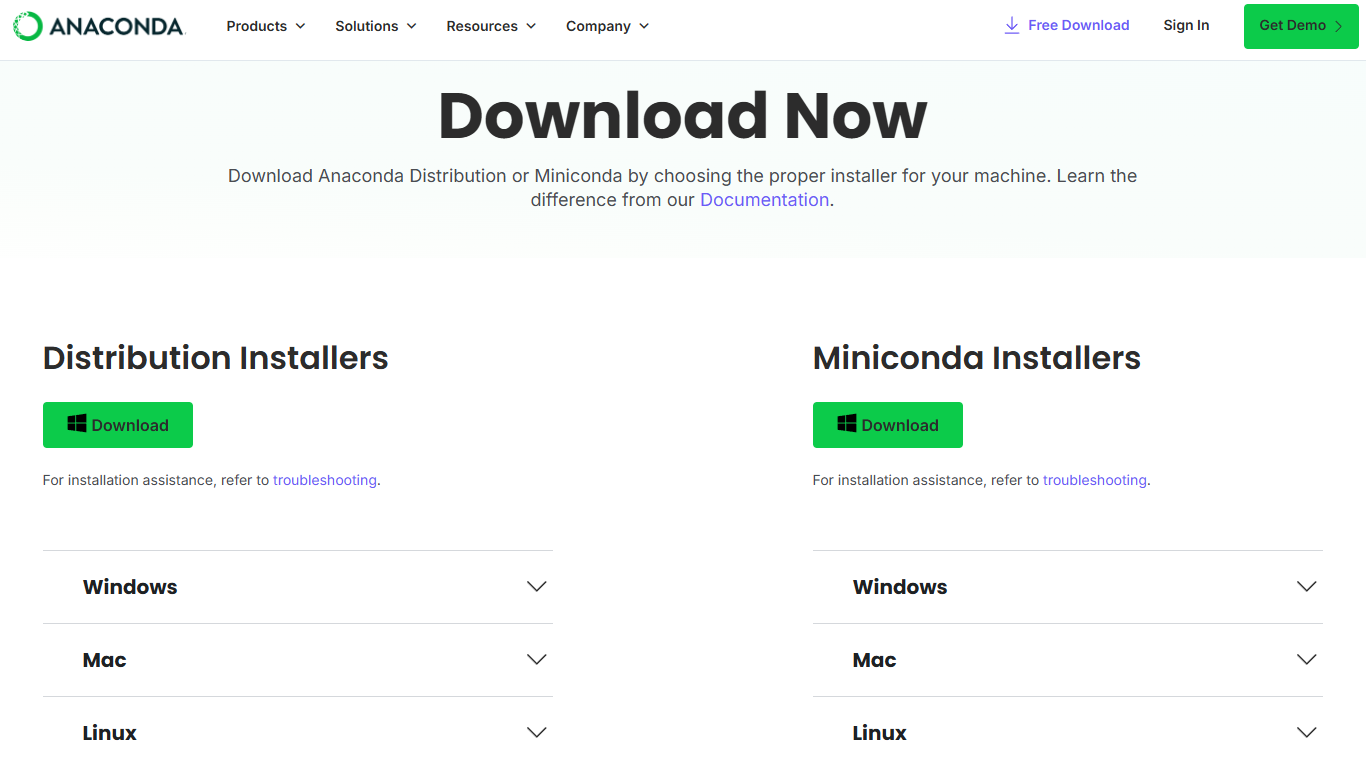 ANACONDA.
Products Solutions Resources Company Free Download Sign In Get Demo
Download Now
Download Anaconda Distribution or Miniconda by choosing the proper installer for your machine. Learn the
difference from our Documentation.
Distribution Installers
Download
For installation assistance, refer to troubleshooting.
Windows
Mac
Linux
Miniconda Installers
Download
For installation assistance, refer to troubleshooting.
Windows
Mac
Linux